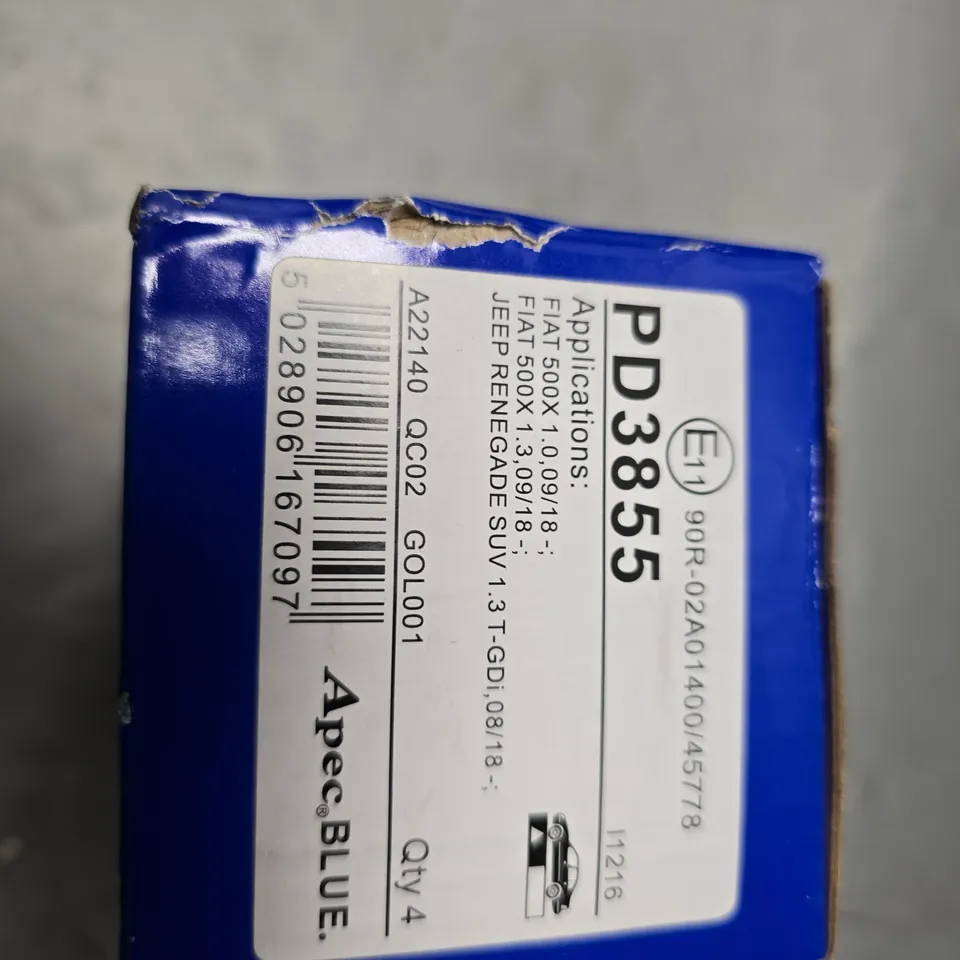 E11 90R-02A01400/45778
PD3855 I1216
Applications:
FIAT 500X 1.0,09/18 -;
FIAT 500X 1.3,09/18 -;
JEEP RENEGADE SUV 1.3 T-GDi,08/18 -;
A22140 QC02 GOL001 Qty 4
5 028906 167097
Apec® BLUE.